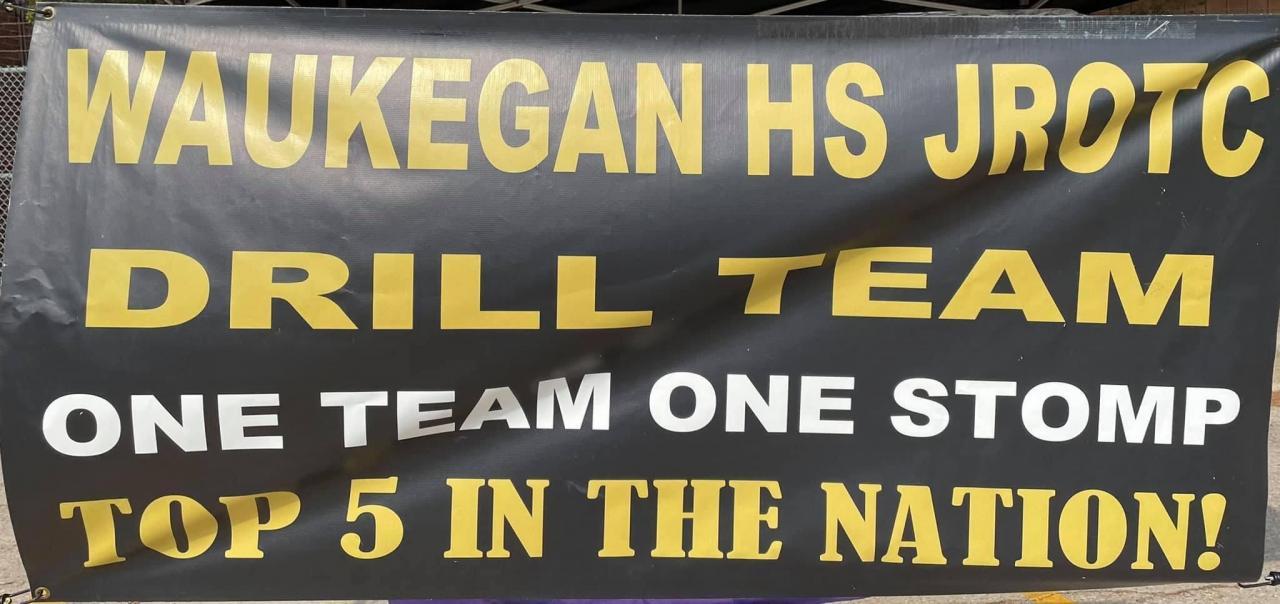 WAUKEGAN HS JROTC
DRILL TEAM
ONE TEAM ONE STOMP
TOP 5 IN THE NATION!